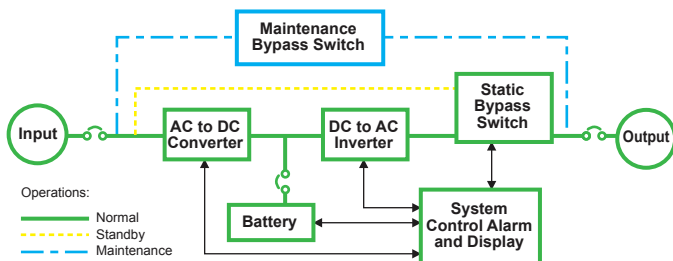 Maintenance
Bypass Switch
Static
Bypass
Switch
Input
AC to DC
Converter
DC to AC
Inverter
Output
Operations:
Normal
Standby
Maintenance
Battery
System
Control Alarm
and Display